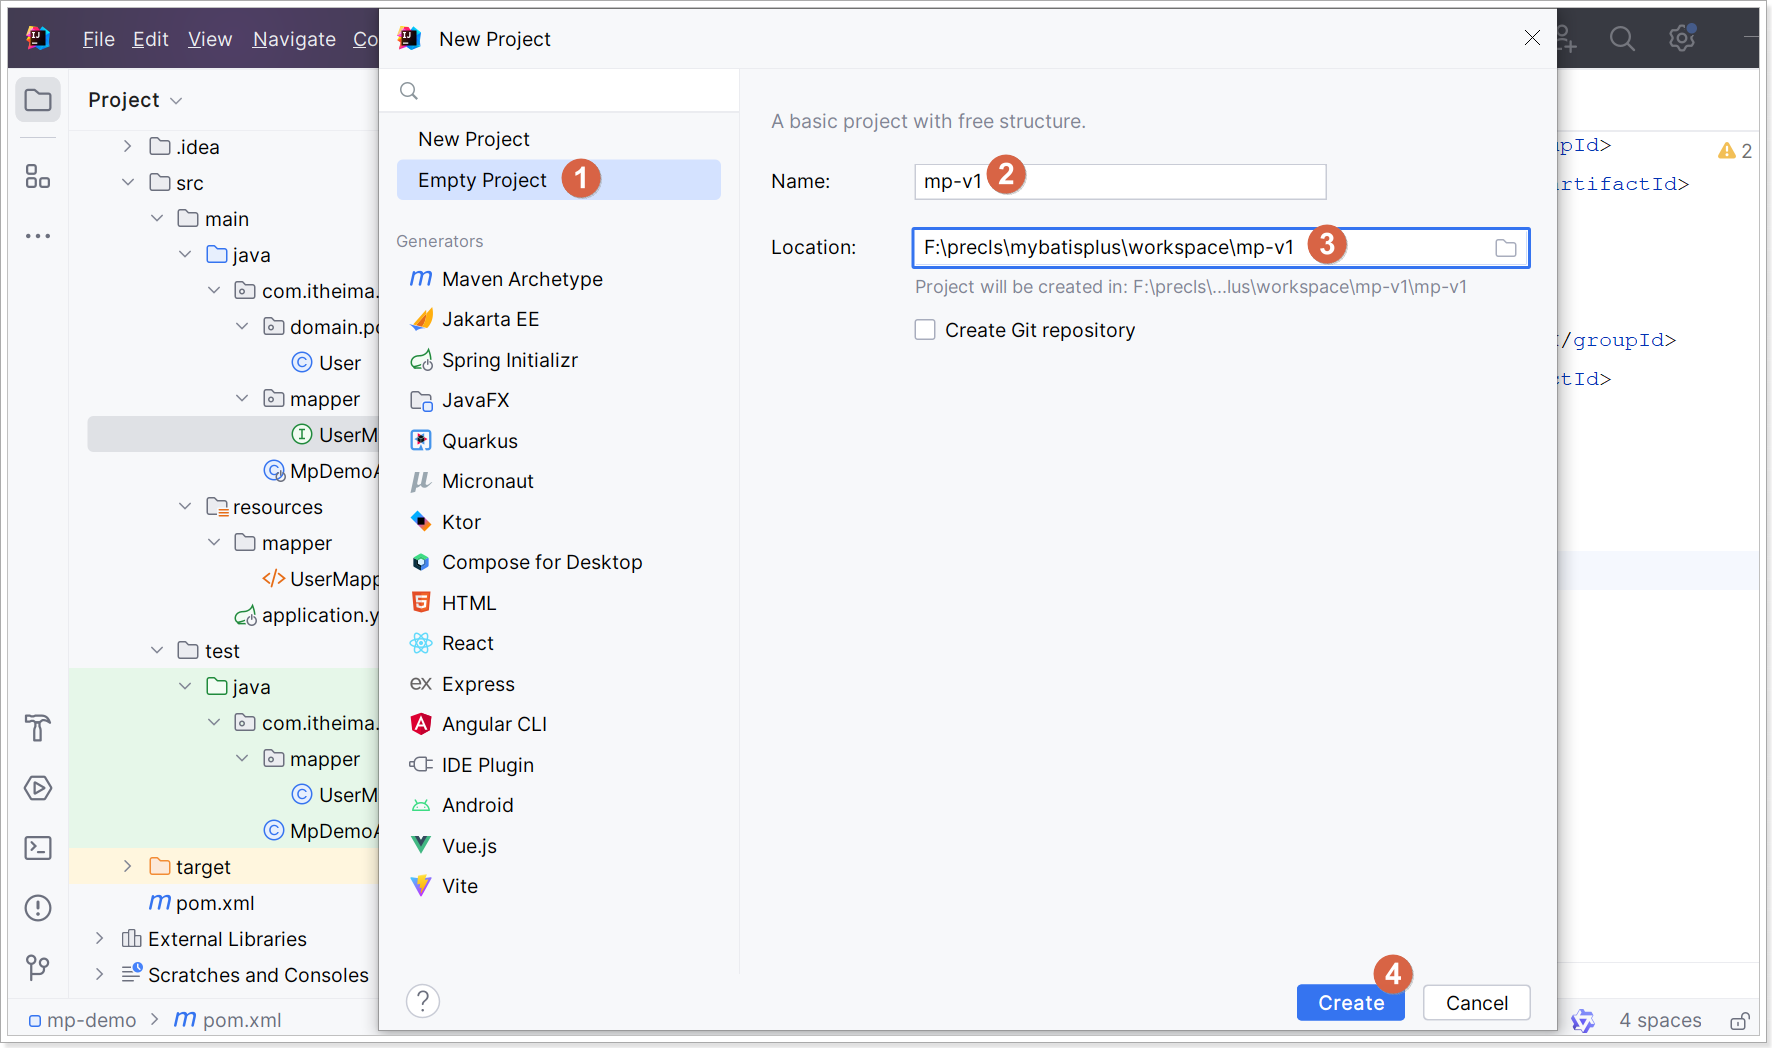 File Edit View Navigate Co
New Project
Project
.idea
src
main
java
com.itheima.
domain.po
User
mapper
UserM
MpDemoA
resources
mapper
</> UserMapp
application.y
test
java
com.itheima.
mapper
UserM
MpDemoA
target
m pom.xml
External Libraries
Scratches and Consoles
mp-demo > m pom.xml
New Project
Empty Project 1
Generators
m Maven Archetype
Jakarta EE
Spring Initializr
JavaFX
Quarkus
μ Micronaut
Ktor
Compose for Desktop
HTML
React
ex Express
Angular CLI
IDE Plugin
Android
Vue.js
Vite
?
A basic project with free structure.
Name: mp-v1 2
Location: F:\precls\mybatisplus\workspace\mp-v1 3
Project will be created in: F:\precls\...lus\workspace\mp-v1\mp-v1
Create Git repository
4
Create Cancel
pId>
2
rtifactId>
/groupId>
tId>
4 spaces